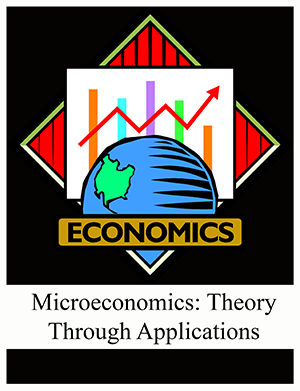 ECONOMICS
Microeconomics: Theory
Through Applications